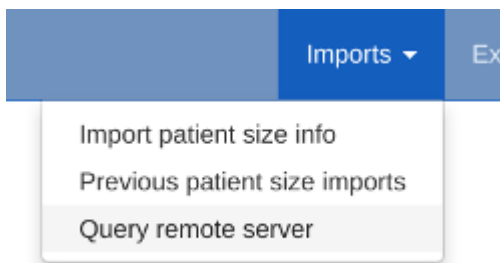 Imports
Import patient size info
Previous patient size imports
Query remote server